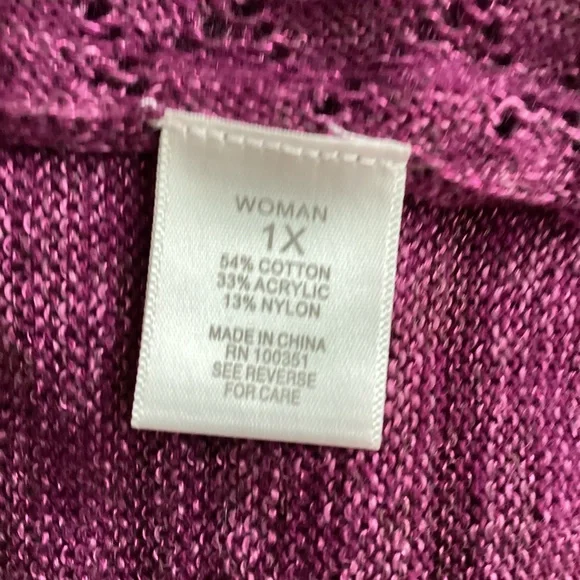 WOMAN
1X
54% COTTON
33% ACRYLIC
13% NYLON
MADE IN CHINA
RN 100351
SEE REVERSE
FOR CARE